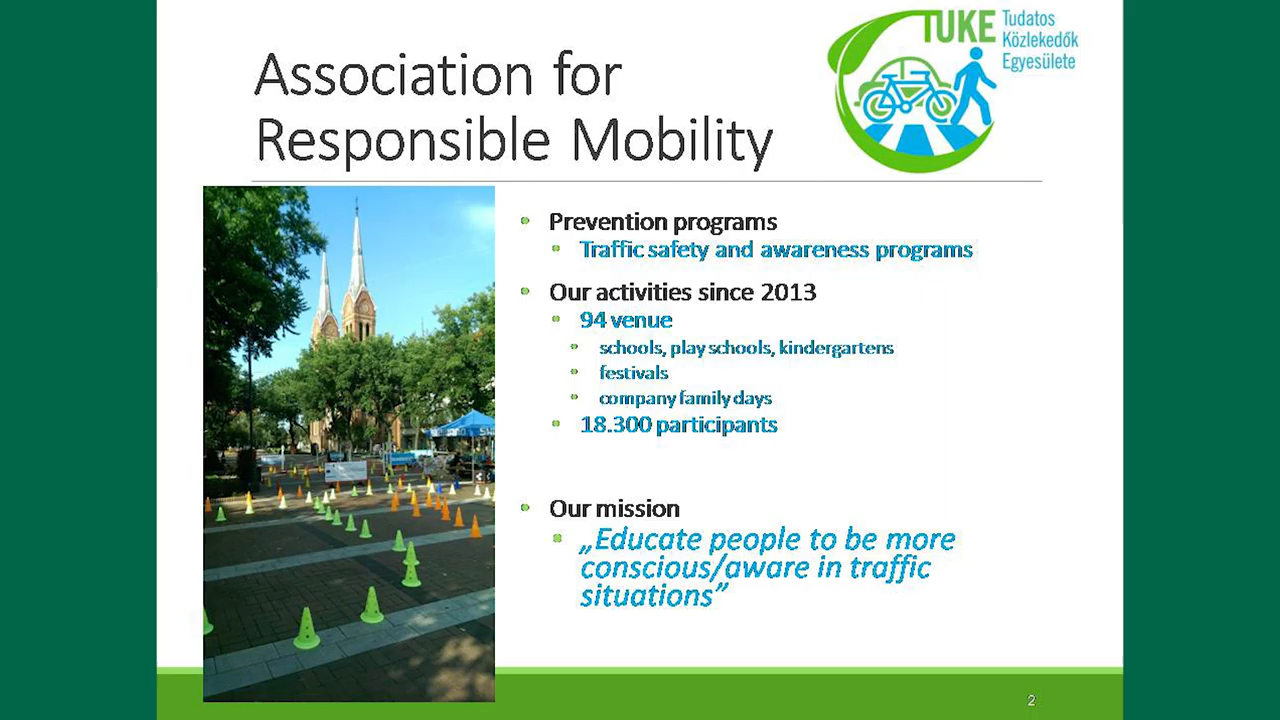 Association for
Responsible Mobility
TUKE
Tudatos
Közlekedők
Egyesülete
Prevention programs
Traffic safety and awareness programs
Our activities since 2013
94 venue
schools, play schools, kindergartens
festivals
company family days
18.300 participants
Our mission
„Educate people to be more
conscious/aware in traffic
situations”
2